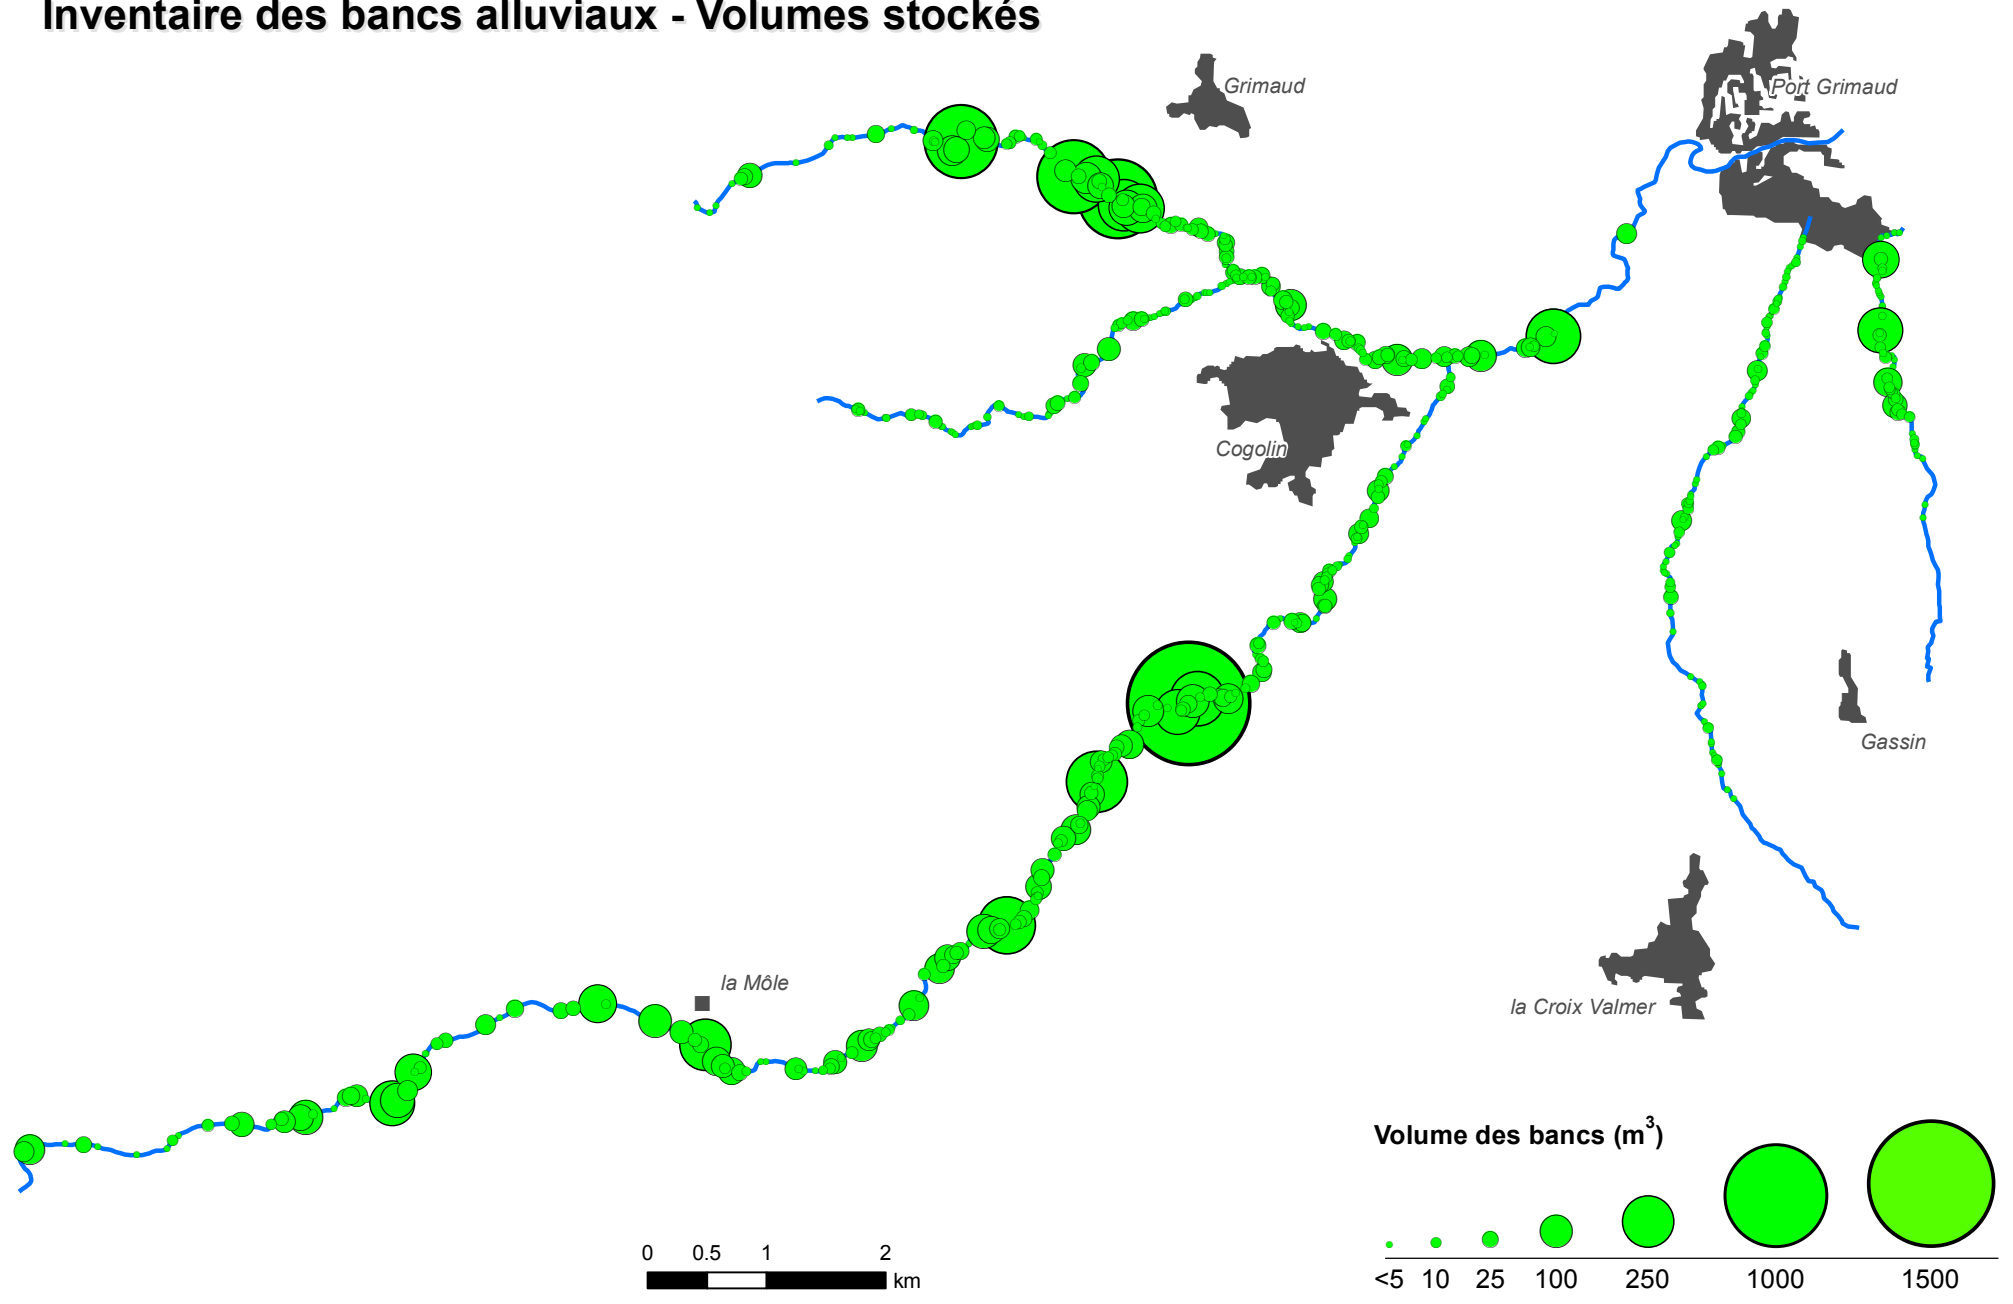 Inventaire des bancs alluviaux - Volumes stockés
Grimaud
Port Grimaud
Cogolin
Gassin
la Môle
la Croix Valmer
Volume des bancs (m³)
0 0.5 1 2
km
<5 10 25 100 250 1000 1500